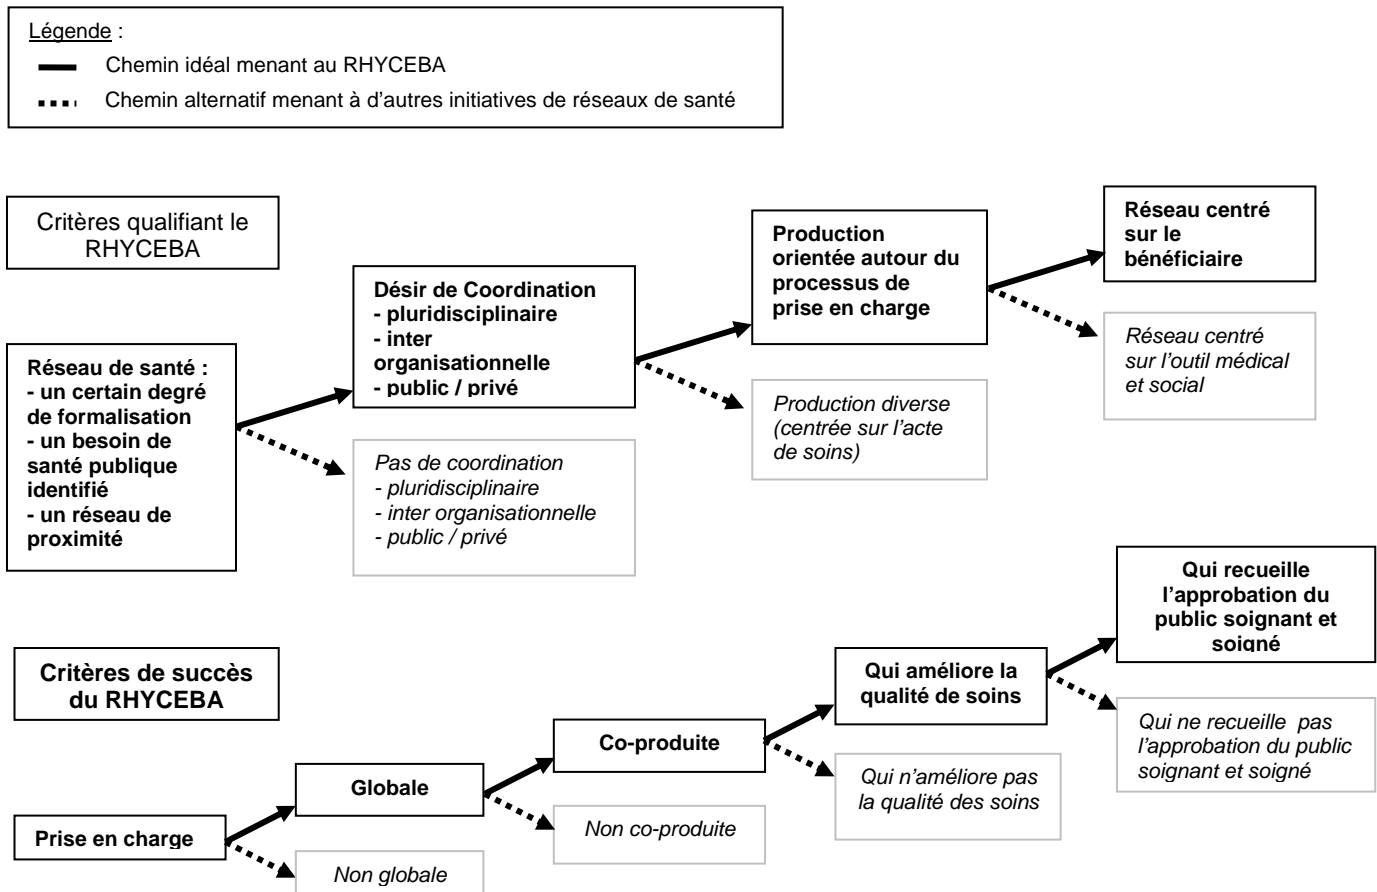 Légende :
Chemin idéal menant au RHYCEBA
Chemin alternatif menant à d'autres initiatives de réseaux de santé
Critères qualifiant le
RHYCEBA
Réseau de santé :
- un certain degré
de formalisation
- un besoin de
santé publique
identifié
- un réseau de
proximité
Désir de Coordination
- pluridisciplinaire
- inter
organisationnelle
- public / privé
Pas de coordination
- pluridisciplinaire
- inter organisationnelle
- public / privé
Production
orientée autour du
processus de
prise en charge
Production diverse
(centrée sur l'acte
de soins)
Réseau centré
sur le
bénéficiaire
Réseau centré
sur l'outil médical
et social
Critères de succès
du RHYCEBA
Prise en charge
Globale
Non globale
Co-produite
Non co-produite
Qui améliore la
qualité de soins
Qui n'améliore pas
la qualité des soins
Qui recueille
l'approbation du
public soignant et
soigné
Qui ne recueille  pas
l'approbation du public
soignant et soigné